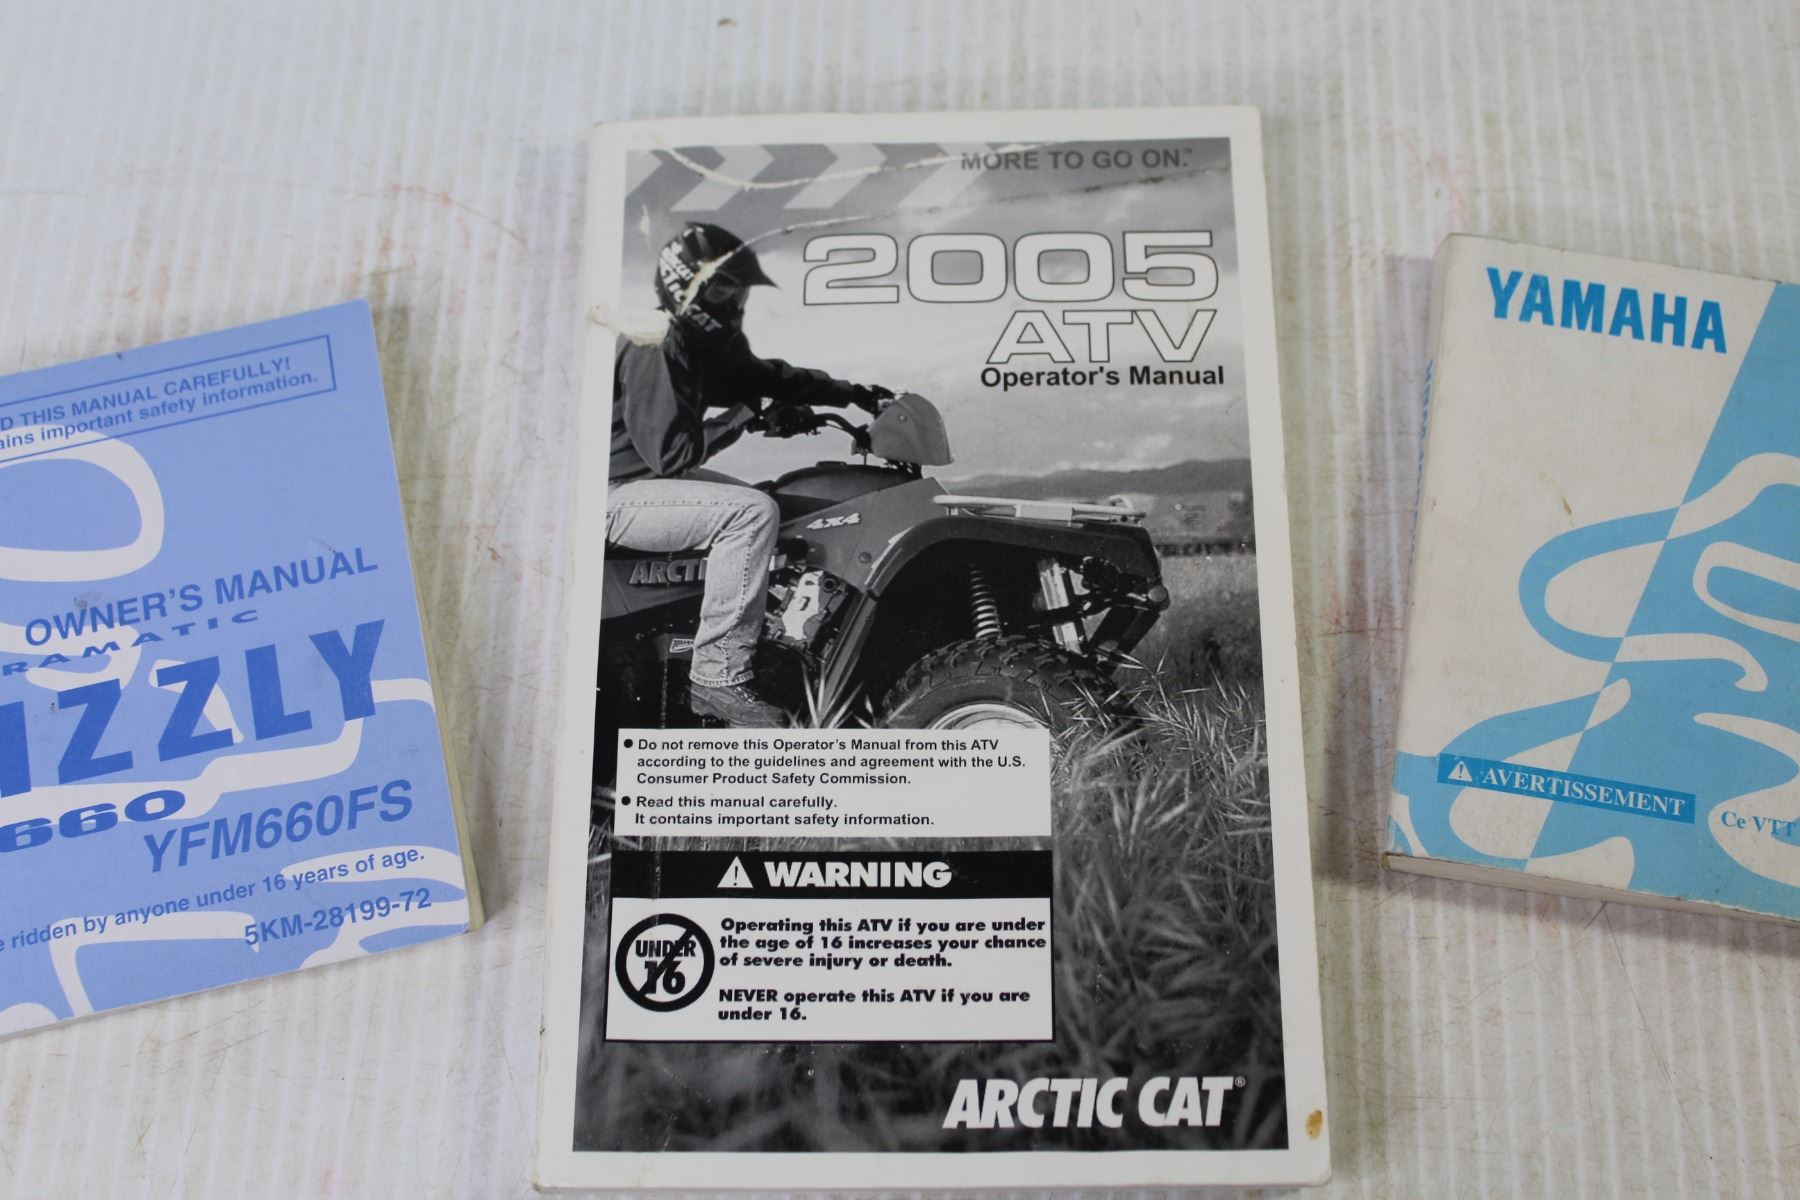 THIS MANUAL CAREFULLY!
important safety information.
OWNER'S MANUAL
660
YFM660FS
ridden by anyone under 16 years of age.
5KM-28199-72
MORE TO GO ON.™
2005
ATV
Operator's Manual
ARCTIC CAT
4x4
• Do not remove this Operator's Manual from this ATV
according to the guidelines and agreement with the U.S.
Consumer Product Safety Commission.
• Read this manual carefully.
It contains important safety information.
⚠ WARNING
UNDER
16
Operating this ATV if you are under
the age of 16 increases your chance
of severe injury or death.
NEVER operate this ATV if you are
under 16.
ARCTIC CAT®
YAMAHA
⚠ AVERTISSEMENT
Ce VTT